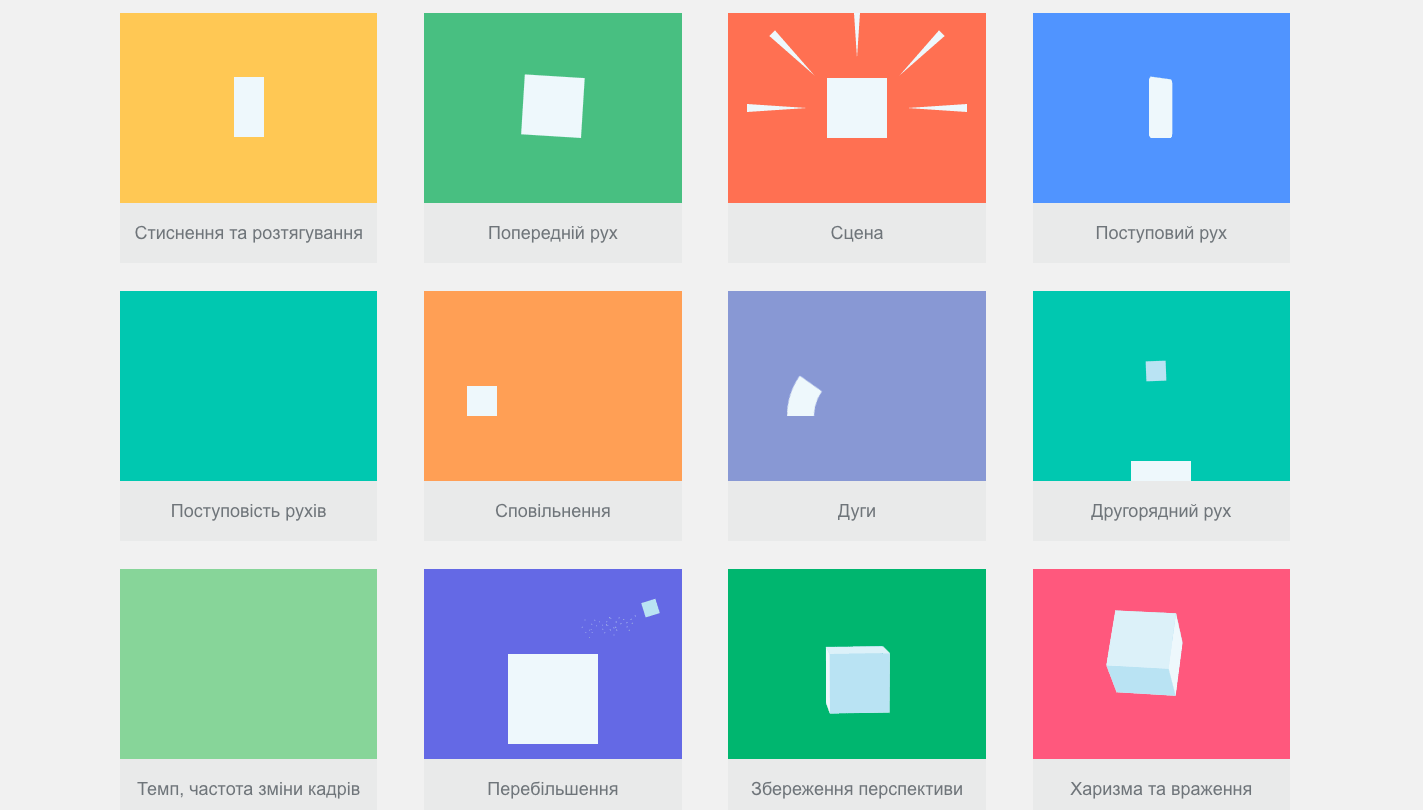 Стиснення та розтягування
Попередній рух
Сцена
Поступовий рух
Поступовість рухів
Сповільнення
Дуги
Другорядний рух
Темп, частота зміни кадрів
Перебільшення
Збереження перспективи
Харизма та враження